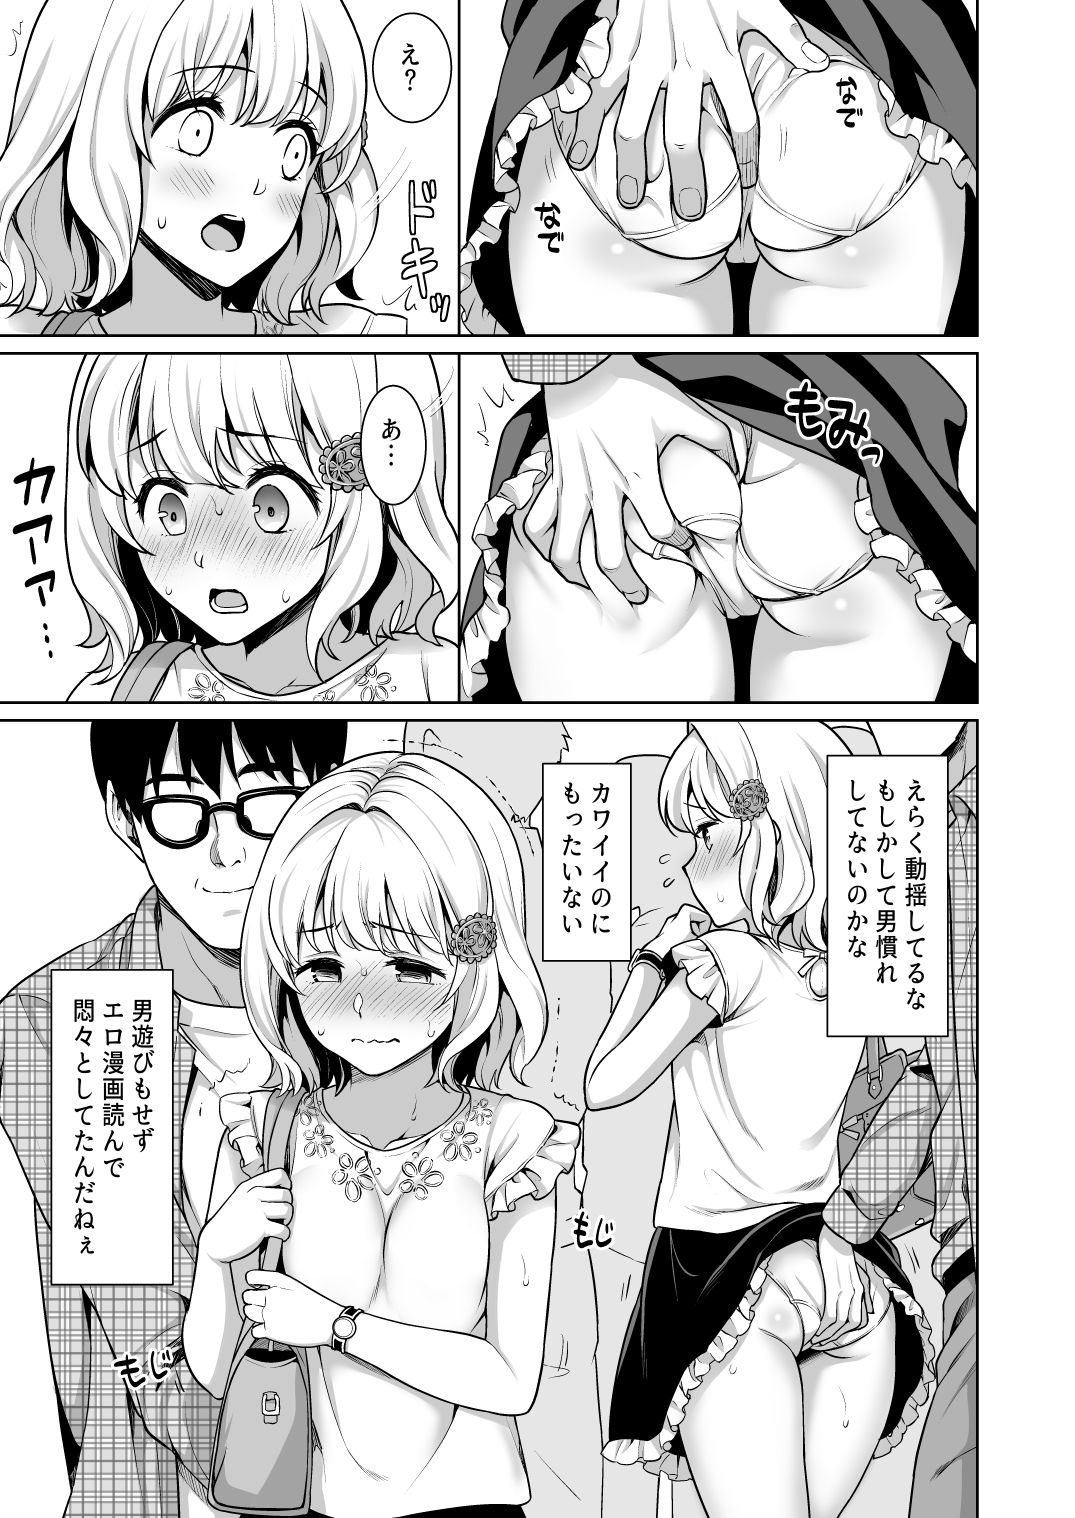 なで
なで
え？
ドキッ
もみっ
あ…
カアアァ…
えらく動揺してるな
もしかして男慣れ
してないのかな
カワイイのに
もったいない
もじ
男遊びもせず
エロ漫画読んで
悶々としてたんだねぇ
もじ